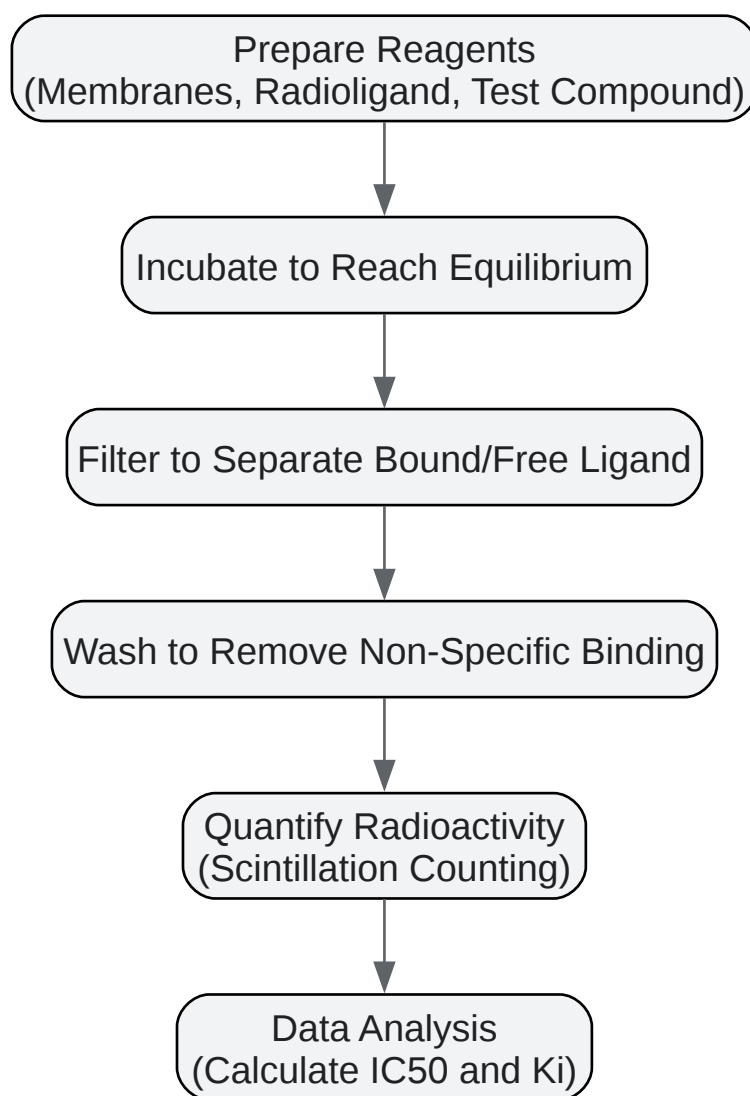 Prepare Reagents
(Membranes, Radioligand, Test Compound)
Incubate to Reach Equilibrium
Filter to Separate Bound/Free Ligand
Wash to Remove Non-Specific Binding
Quantify Radioactivity
(Scintillation Counting)
Data Analysis
(Calculate IC50 and Ki)